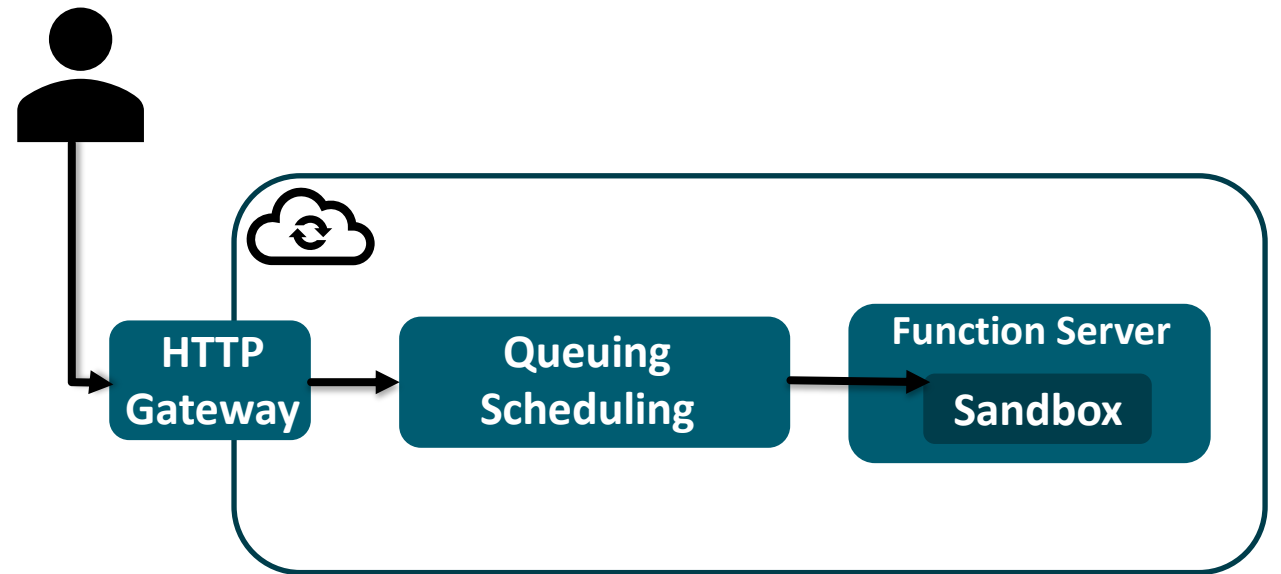 HTTP
Gateway
Queuing
Scheduling
Function Server
Sandbox